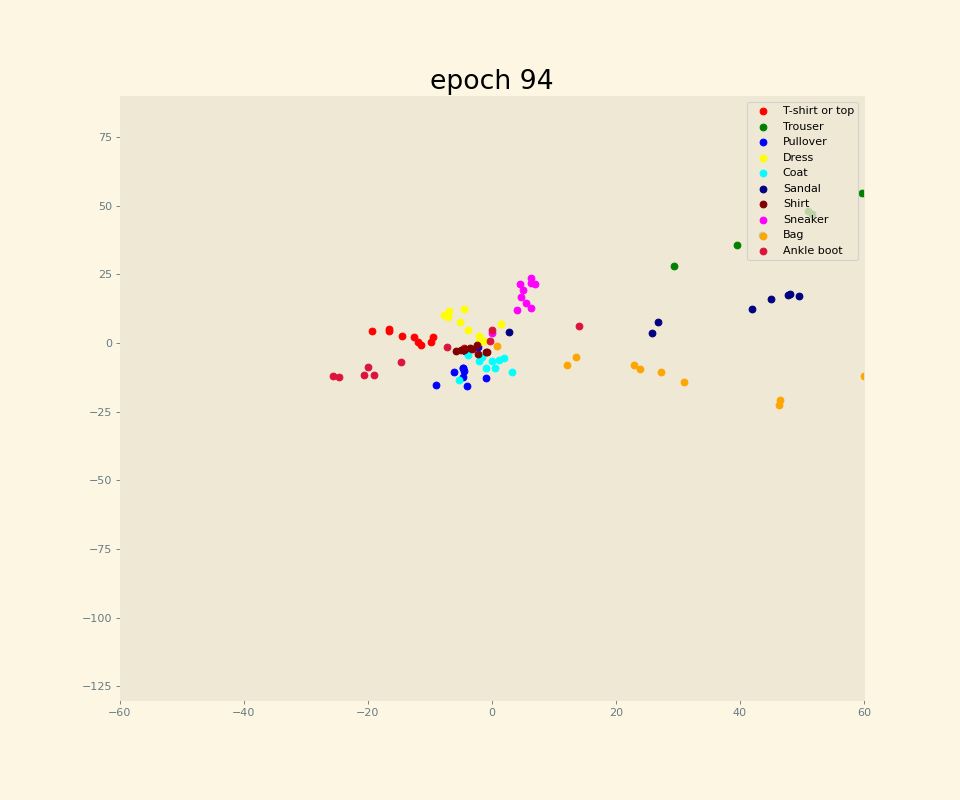 epoch 94
75
50
25
0
−25
−50
−75
−100
−125
−60 −40 −20 0 20 40 60
T-shirt or top
Trouser
Pullover
Dress
Coat
Sandal
Shirt
Sneaker
Bag
Ankle boot